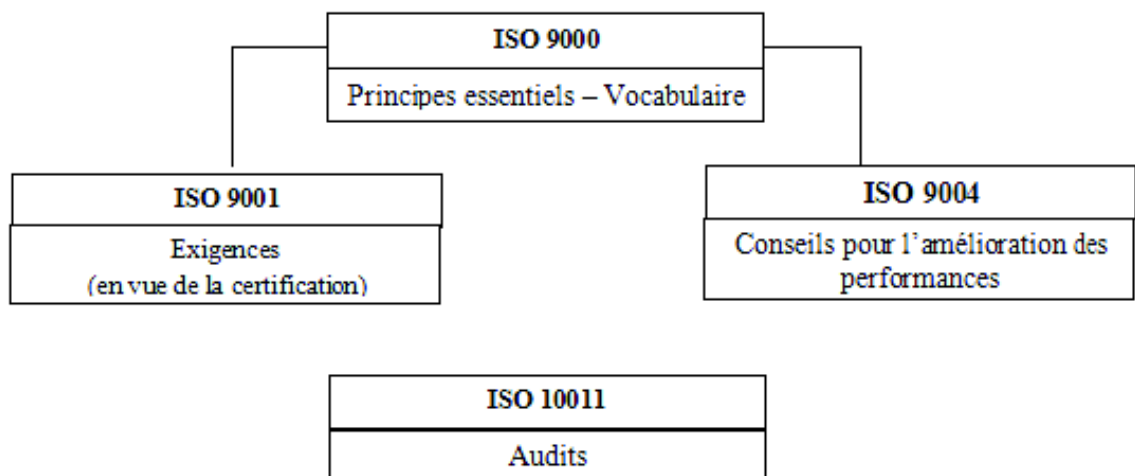 ISO 9000
Principes essentiels – Vocabulaire
ISO 9001
Exigences
(en vue de la certification)
ISO 9004
Conseils pour l’amélioration des
performances
ISO 10011
Audits